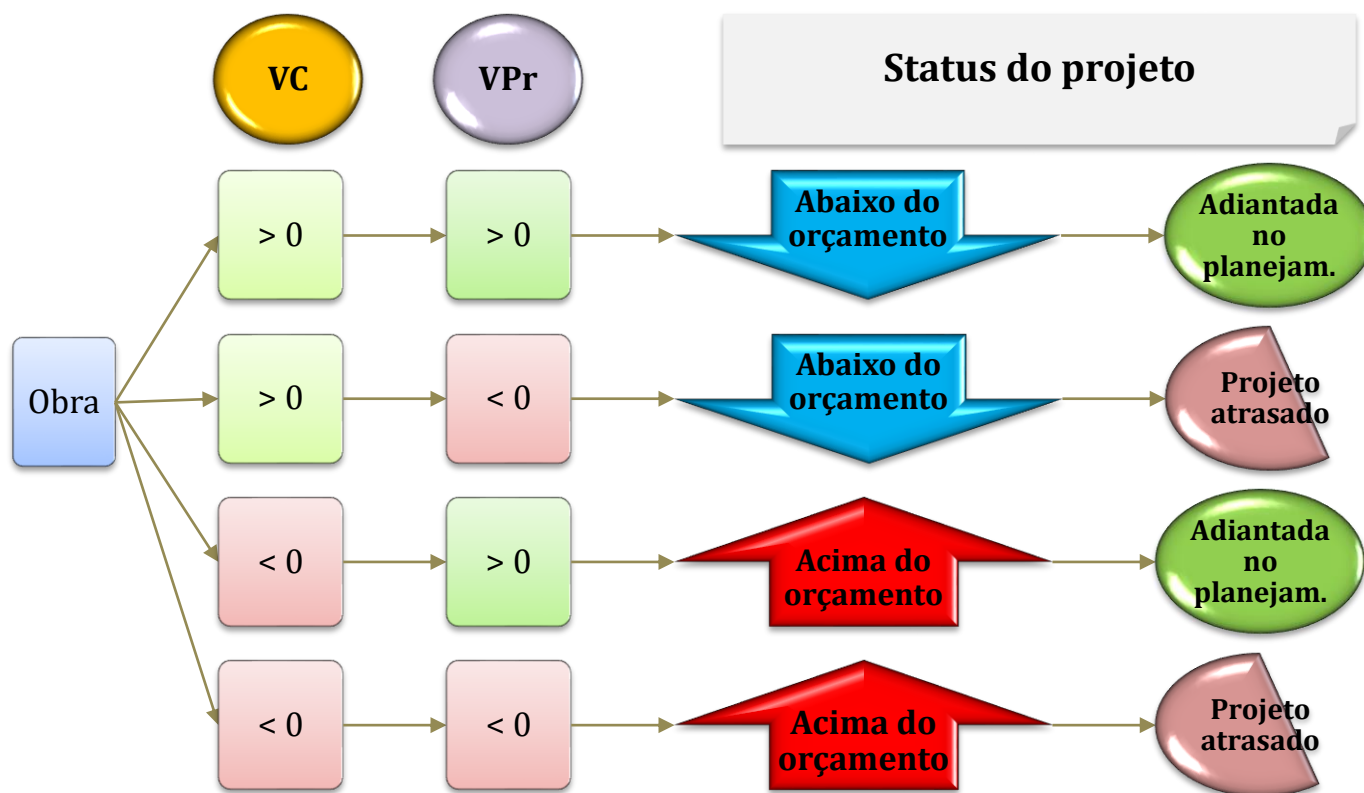 VC
VPr
Status do projeto
> 0
> 0
Abaixo do
orçamento
Adiantada
no
planejam.
Obra
> 0
< 0
Abaixo do
orçamento
Projeto
atrasado
< 0
> 0
Acima do
orçamento
Adiantada
no
planejam.
< 0
< 0
Acima do
orçamento
Projeto
atrasado